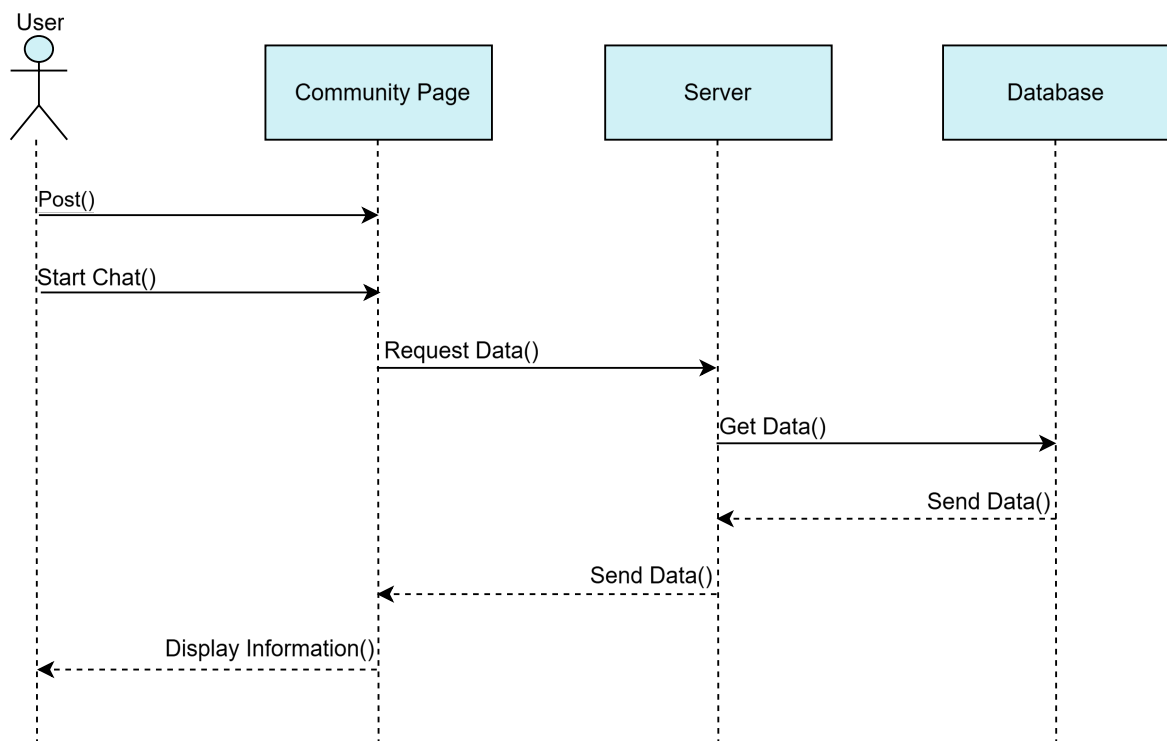 User
Community Page
Server
Database
Post()
Start Chat()
Request Data()
Get Data()
Send Data()
Send Data()
Display Information()